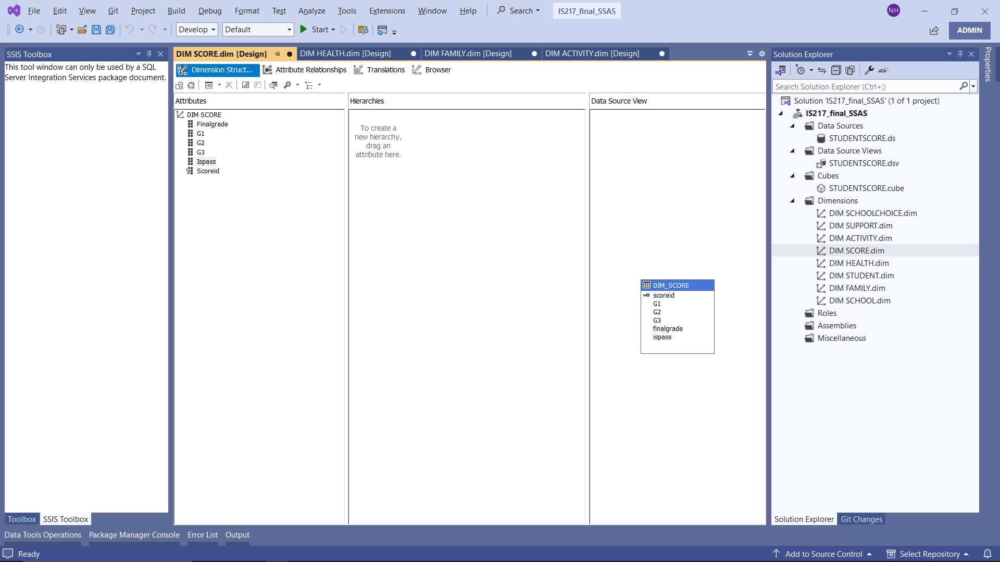 File Edit View Git Project Build Debug Format Test Analyze Tools Extensions Window Help Search IS217_final_SSAS NH
Develop Default Start ADMIN
SSIS Toolbox
This tool window can only be used by a SQL
Server Integration Services package document.
DIM SCORE.dim [Design] DIM HEALTH.dim [Design] DIM FAMILY.dim [Design] DIM ACTIVITY.dim [Design]
Dimension Struct... Attribute Relationships Translations Browser
Attributes
DIM SCORE
Finalgrade
G1
G2
G3
Ispass
Scoreid
Hierarchies
To create a
new hierarchy,
drag an
attribute here.
Data Source View
DIM_SCORE
scoreid
G1
G2
G3
finalgrade
ispass
Solution Explorer
Search Solution Explorer (Ctrl+;)
Solution 'IS217_final_SSAS' (1 of 1 project)
IS217_final_SSAS
Data Sources
STUDENTSCORE.ds
Data Source Views
STUDENTSCORE.dsv
Cubes
STUDENTSCORE.cube
Dimensions
DIM SCHOOLCHOICE.dim
DIM SUPPORT.dim
DIM ACTIVITY.dim
DIM SCORE.dim
DIM HEALTH.dim
DIM STUDENT.dim
DIM FAMILY.dim
DIM SCHOOL.dim
Roles
Assemblies
Miscellaneous
Properties
Toolbox SSIS Toolbox
Solution Explorer Git Changes
Data Tools Operations Package Manager Console Error List Output
Ready Add to Source Control Select Repository